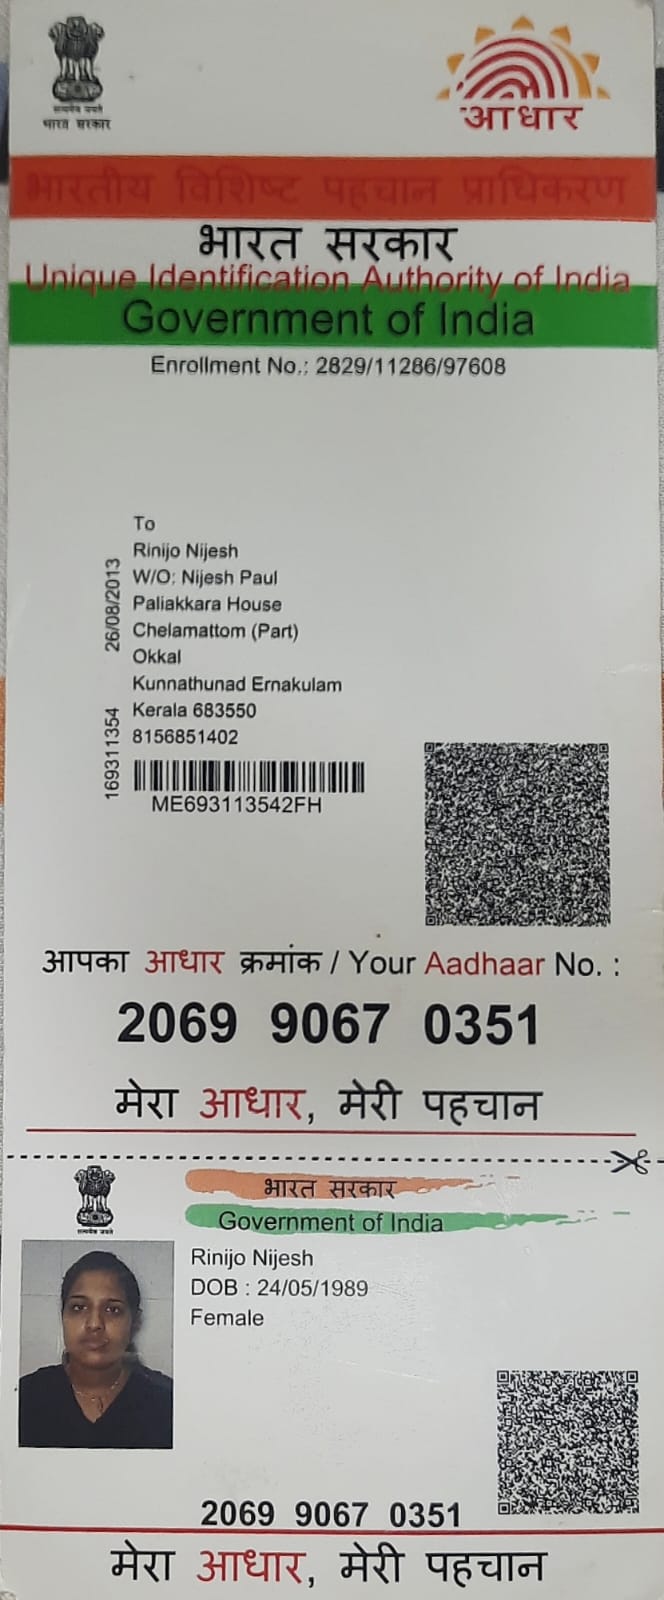 सत्यमेव जयते
भारत सरकार
आधार
भारतीय विशिष्ट पहचान प्राधिकरण
भारत सरकार
Unique Identification Authority of India
Government of India
Enrollment No.: 2829/11286/97608
To
Rinijo Nijesh
W/O: Nijesh Paul
Paliakkara House
Chelamattom (Part)
Okkal
Kunnathunad Ernakulam
Kerala 683550
8156851402
169311354 26/08/2013
ME693113542FH
आपका आधार क्रमांक / Your Aadhaar No. :
2069 9067 0351
मेरा आधार, मेरी पहचान
सत्यमेव जयते
भारत सरकार
Government of India
Rinijo Nijesh
DOB : 24/05/1989
Female
2069 9067 0351
मेरा आधार, मेरी पहचान